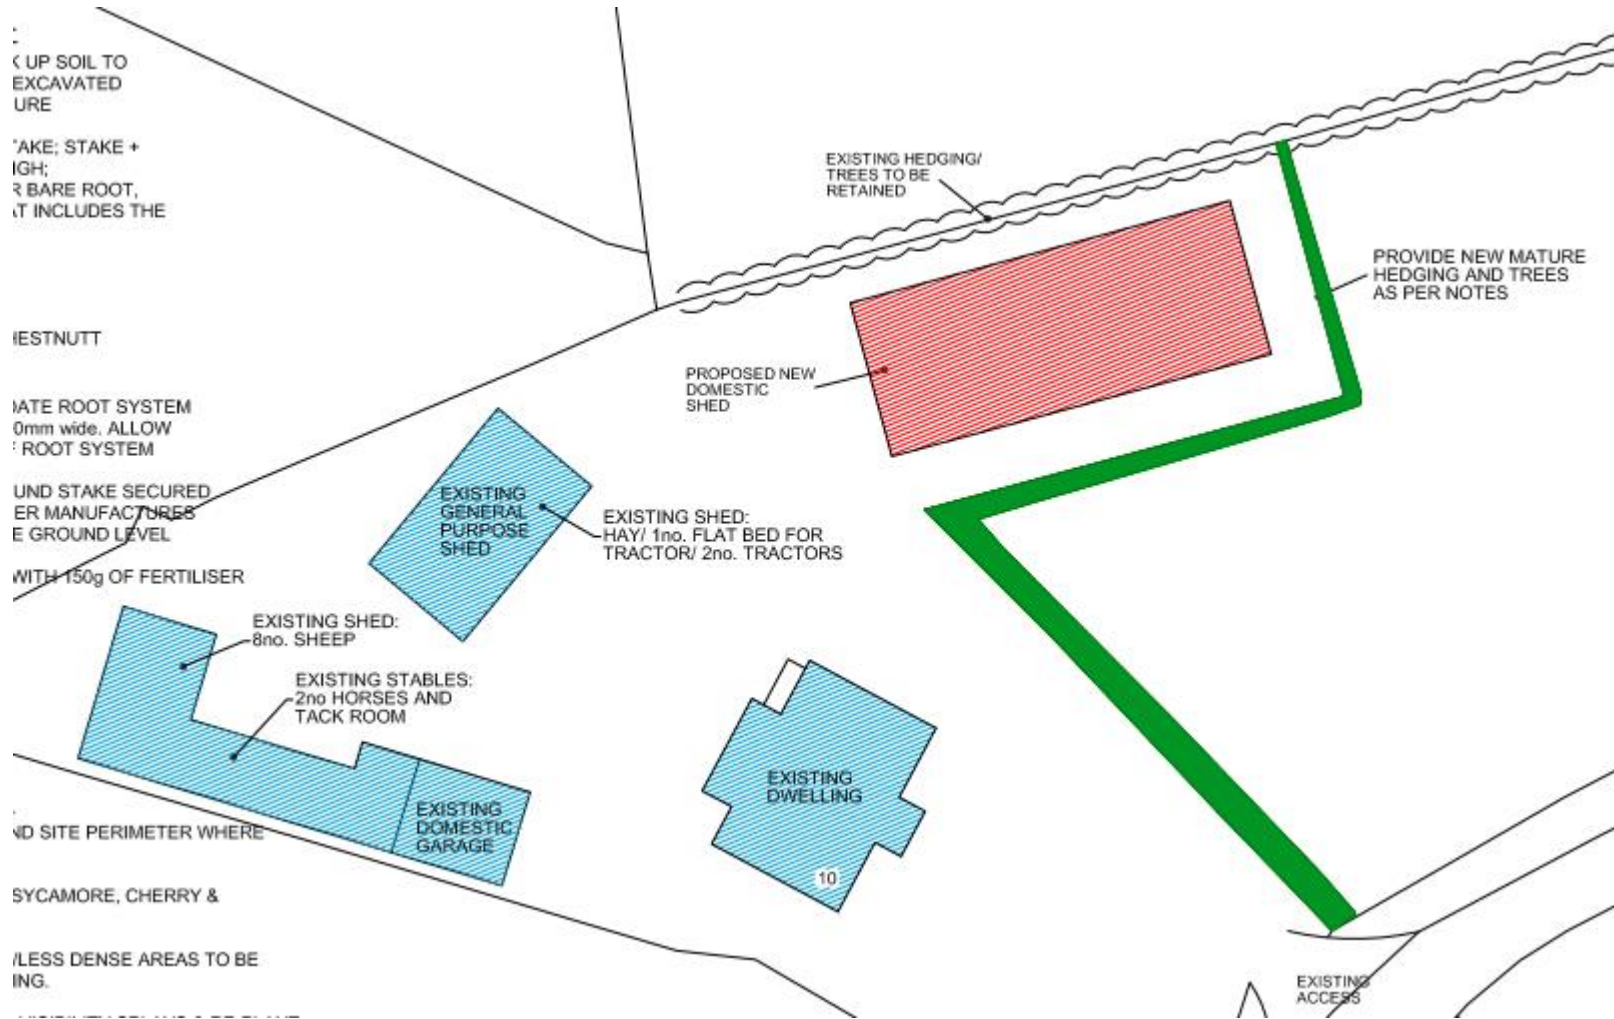 K UP SOIL TO
EXCAVATED
URE
TAKE; STAKE +
IGH;
R BARE ROOT,
AT INCLUDES THE
HESTNUTT
DATE ROOT SYSTEM
0mm wide. ALLOW
F ROOT SYSTEM
UND STAKE SECURED
ER MANUFACTURES
E GROUND LEVEL
WITH 150g OF FERTILISER
ND SITE PERIMETER WHERE
SYCAMORE, CHERRY &
/LESS DENSE AREAS TO BE
ING.
EXISTING HEDGING/
TREES TO BE
RETAINED
PROVIDE NEW MATURE
HEDGING AND TREES
AS PER NOTES
PROPOSED NEW
DOMESTIC
SHED
EXISTING
GENERAL
PURPOSE
SHED
EXISTING SHED:
HAY/ 1no. FLAT BED FOR
TRACTOR/ 2no. TRACTORS
EXISTING SHED:
8no. SHEEP
EXISTING STABLES:
2no HORSES AND
TACK ROOM
EXISTING
DOMESTIC
GARAGE
EXISTING
DWELLING
10
EXISTING
ACCESS